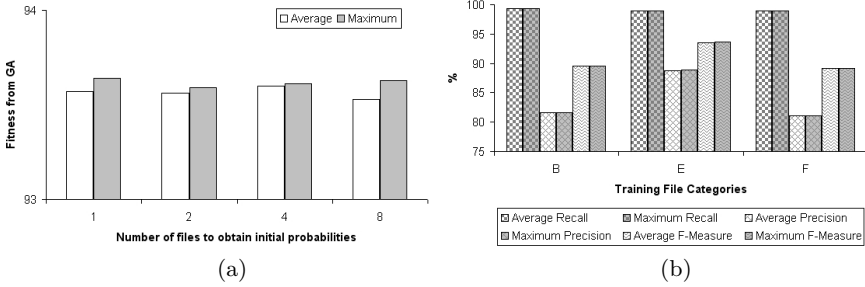 94
93
Fitness from GA
Average Maximum
1 2 4 8
Number of files to obtain initial probabilities
(a)
100
95
90
85
80
75
%
B E F
Training File Categories
Average Recall Maximum Recall Average Precision
Maximum Precision Average F-Measure Maximum F-Measure
(b)